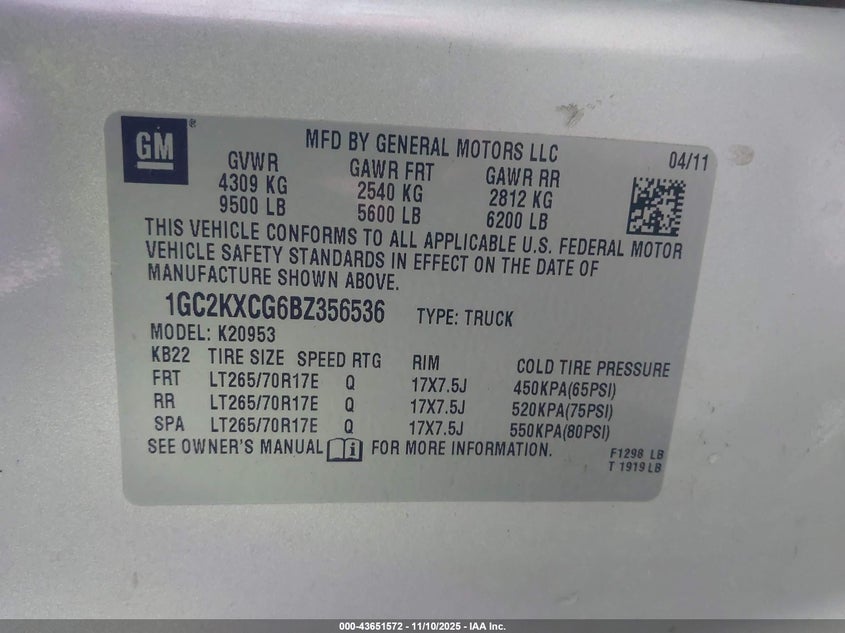 GM ®
MFD BY GENERAL MOTORS LLC 04/11
GVWR GAWR FRT GAWR RR
4309 KG 2540 KG 2812 KG
9500 LB 5600 LB 6200 LB
THIS VEHICLE CONFORMS TO ALL APPLICABLE U.S. FEDERAL MOTOR
VEHICLE SAFETY STANDARDS IN EFFECT ON THE DATE OF
MANUFACTURE SHOWN ABOVE.
1GC2KXCG6BZ356536 TYPE: TRUCK
MODEL: K20953
KB22 TIRE SIZE SPEED RTG RIM COLD TIRE PRESSURE
FRT LT265/70R17E Q 17X7.5J 450KPA(65PSI)
RR LT265/70R17E Q 17X7.5J 520KPA(75PSI)
SPA LT265/70R17E Q 17X7.5J 550KPA(80PSI)
SEE OWNER'S MANUAL i FOR MORE INFORMATION.
F1298 LB
T 1919 LB
000-43651572 — 11/10/2025 — IAA Inc.